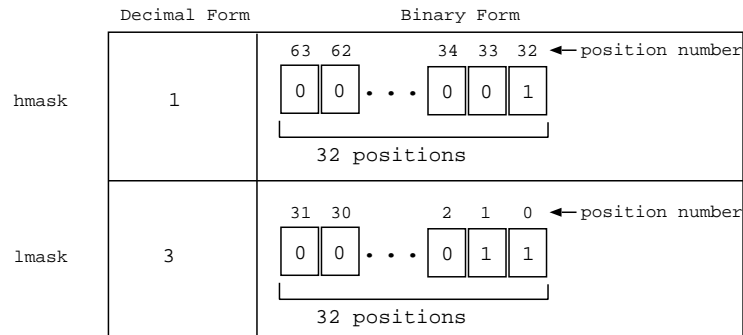 Decimal Form Binary Form
63 62 34 33 32 position number
hmask 1 0 0 • • • 0 0 1
32 positions
31 30 2 1 0 position number
lmask 3 0 0 • • • 0 1 1
32 positions